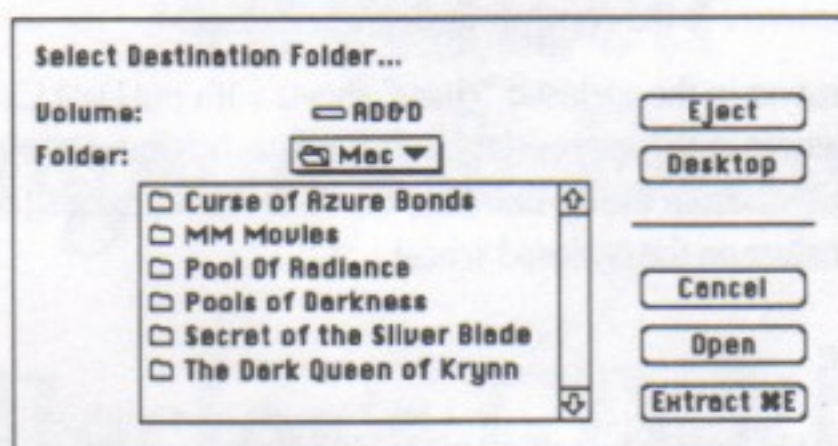 Select Destination Folder...
Volume: AD&D
Folder: Mac
Curse of Azure Bonds
MM Movies
Pool Of Radiance
Pools of Darkness
Secret of the Silver Blade
The Dark Queen of Krynn
Eject
Desktop
Cancel
Open
Extract ⌘E